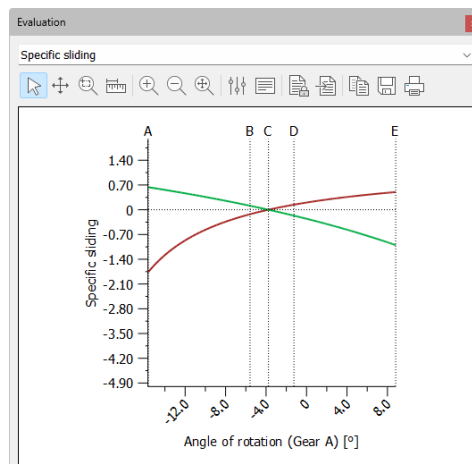 Evaluation
Specific sliding
A B C D E
1.40
0.70
0
-0.70
-1.40
-2.10
-2.80
-3.50
-4.20
-4.90
Specific sliding
-12.0 -8.0 -4.0 0 4.0 8.0
Angle of rotation (Gear A) [°]